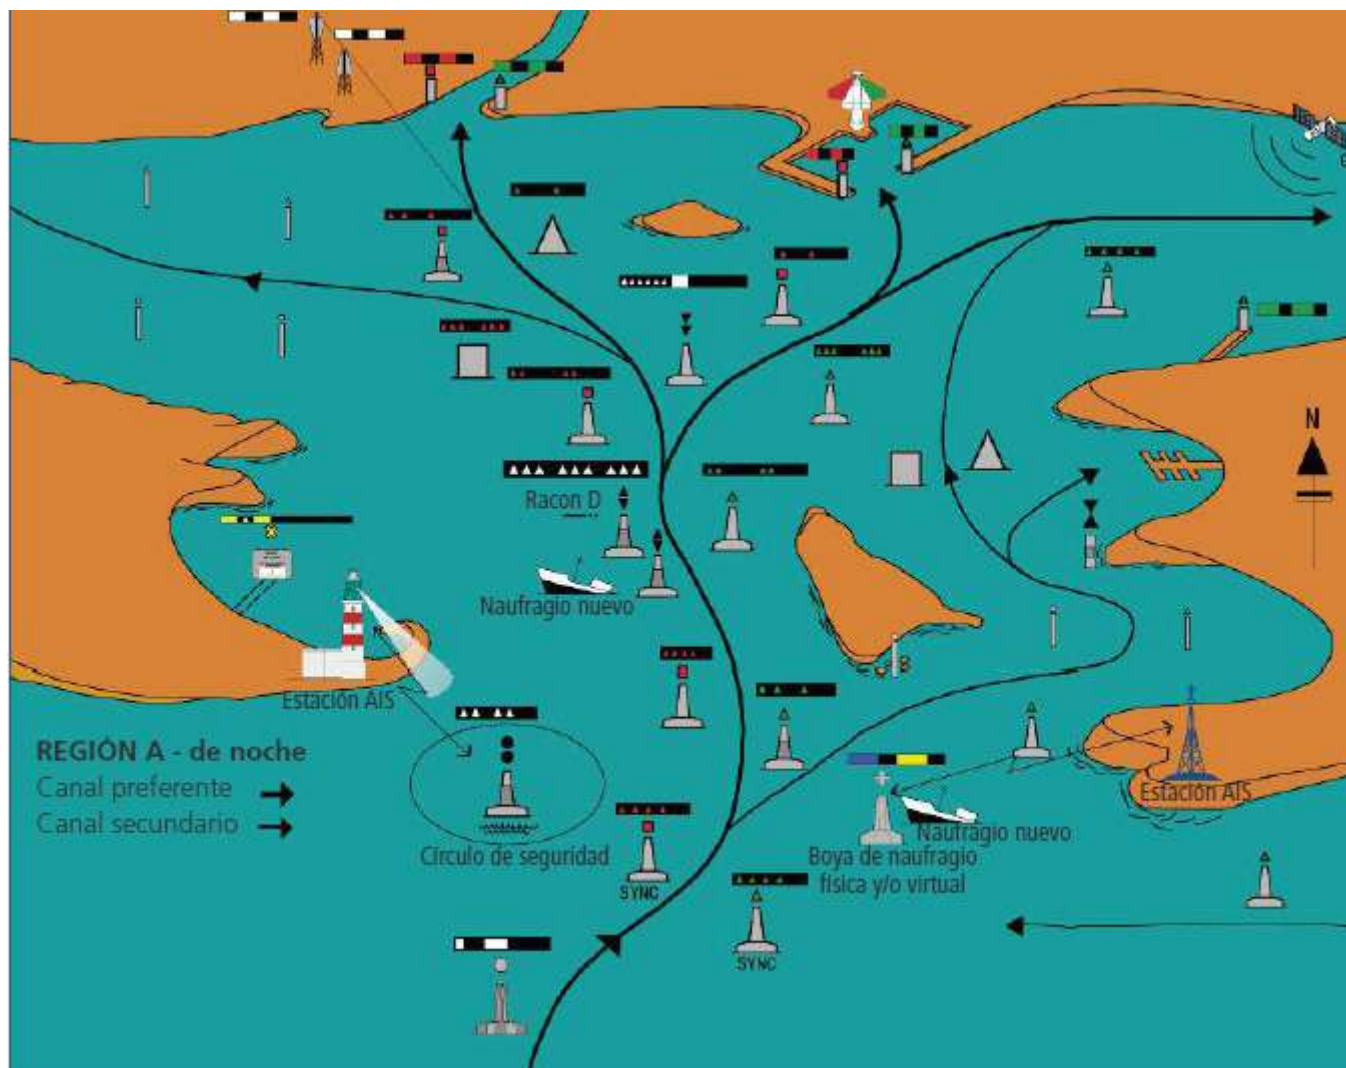 N
Racon D
Naufragio nuevo
Estación AIS
REGIÓN A - de noche
Canal preferente
Canal secundario
Círculo de seguridad
SYNC
SYNC
Estación AIS
Naufragio nuevo
Boya de naufragio
física y/o virtual